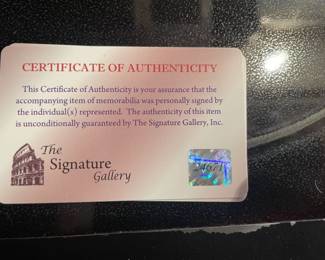 CERTIFICATE OF AUTHENTICITY
This Certificate of Authenticity is your assurance that the
accompanying item of memorabilia was personally signed by
the individual(s) represented. The authenticity of this item
is unconditionally guaranteed by The Signature Gallery, Inc.
The
Signature
Gallery